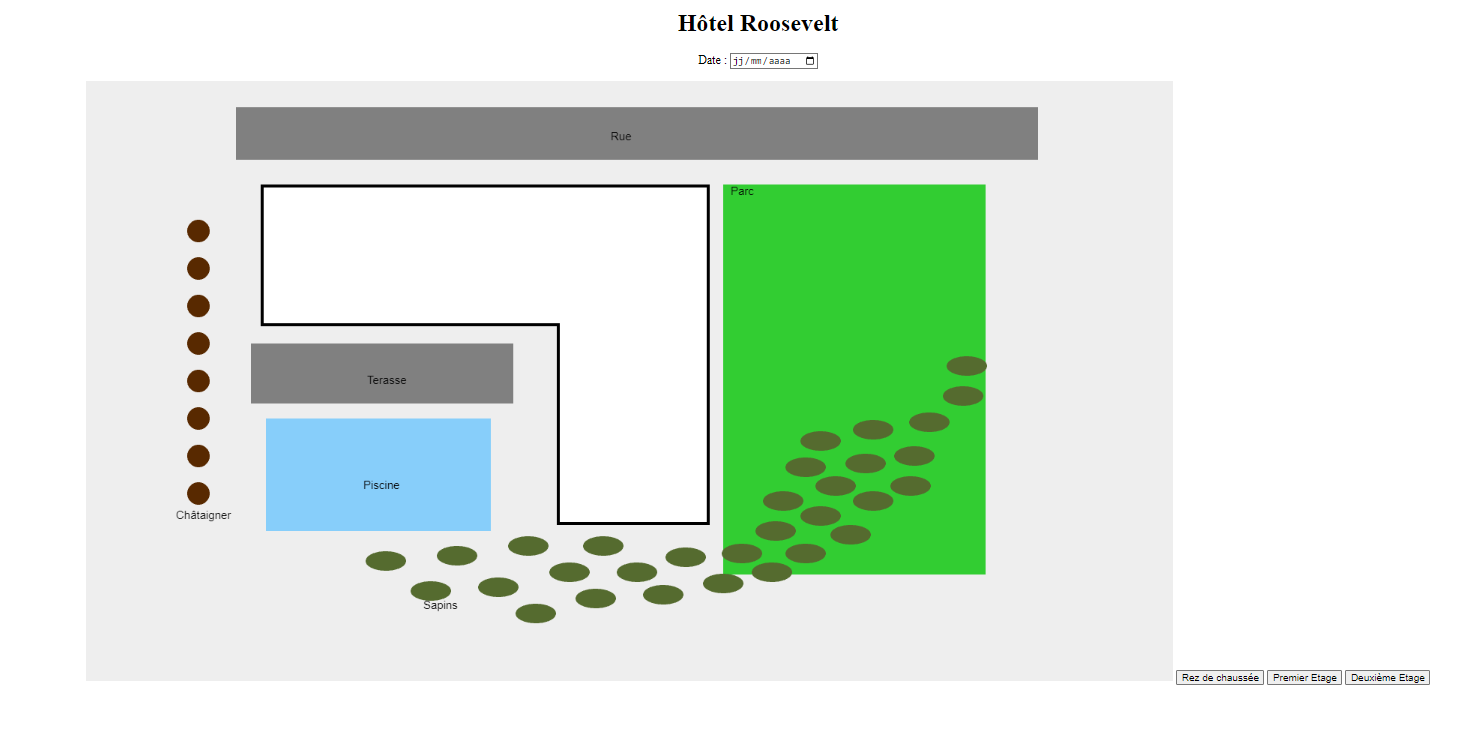 Hôtel Roosevelt
Date : jj/mm/aaaa
Rue
Parc
Terasse
Piscine
Châtaigner
Sapins
Rez de chaussée Premier Etage Deuxième Etage